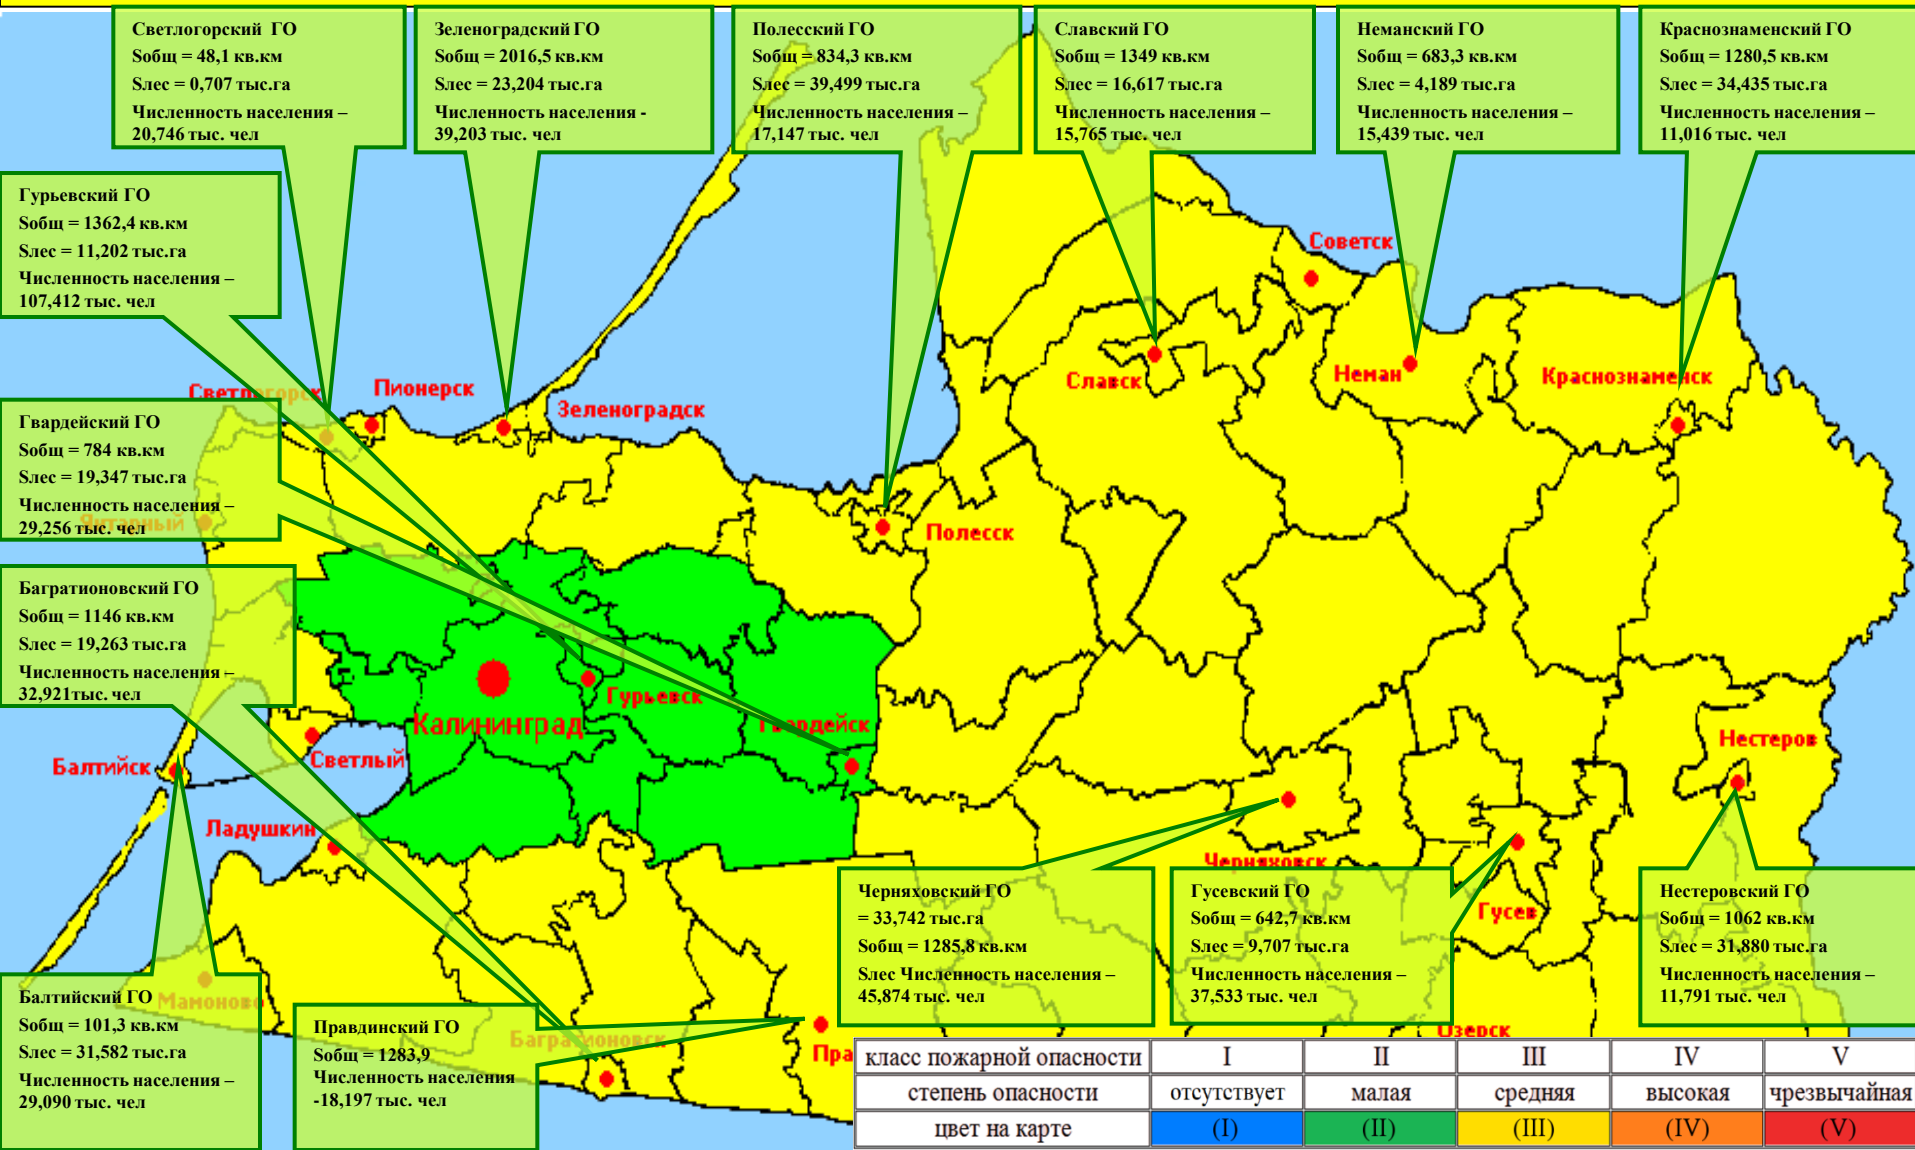 Светлогорский ГО
Sобщ = 48,1 кв.км
Sлес = 0,707 тыс.га
Численность населения –
20,746 тыс. чел
Зеленоградский ГО
Sобщ = 2016,5 кв.км
Sлес = 23,204 тыс.га
Численность населения -
39,203 тыс. чел
Полесский ГО
Sобщ = 834,3 кв.км
Sлес = 39,499 тыс.га
Численность населения –
17,147 тыс. чел
Славский ГО
Sобщ = 1349 кв.км
Sлес = 16,617 тыс.га
Численность населения –
15,765 тыс. чел
Неманский ГО
Sобщ = 683,3 кв.км
Sлес = 4,189 тыс.га
Численность населения –
15,439 тыс. чел
Краснознаменский ГО
Sобщ = 1280,5 кв.км
Sлес = 34,435 тыс.га
Численность населения –
11,016 тыс. чел
Гурьевский ГО
Sобщ = 1362,4 кв.км
Sлес = 11,202 тыс.га
Численность населения –
107,412 тыс. чел
Советск
Славск
Неман
Краснознаменск
Светлогорск
Пионерск
Зеленоградск
Гвардейский ГО
Sобщ = 784 кв.км
Sлес = 19,347 тыс.га
Численность населения –
29,256 тыс. чел
Янтарный
Полесск
Багратионовский ГО
Sобщ = 1146 кв.км
Sлес = 19,263 тыс.га
Численность населения –
32,921тыс. чел
Гурьевск
Калининград
Гвардейск
Нестеров
Балтийск
Светлый
Ладушкин
Черняховск
Гусев
Черняховский ГО
= 33,742 тыс.га
Sобщ = 1285,8 кв.км
Sлес Численность населения –
45,874 тыс. чел
Гусевский ГО
Sобщ = 642,7 кв.км
Sлес = 9,707 тыс.га
Численность населения –
37,533 тыс. чел
Нестеровский ГО
Sобщ = 1062 кв.км
Sлес = 31,880 тыс.га
Численность населения –
11,791 тыс. чел
Мамоново
Балтийский ГО
Sобщ = 101,3 кв.км
Sлес = 31,582 тыс.га
Численность населения –
29,090 тыс. чел
Правдинский ГО
Sобщ = 1283,9
Численность населения
-18,197 тыс. чел
Багратионовск
Пра
Озерск
класс пожарной опасности I II III IV V
степень опасности отсутствует малая средняя высокая чрезвычайная
цвет на карте (I) (II) (III) (IV) (V)